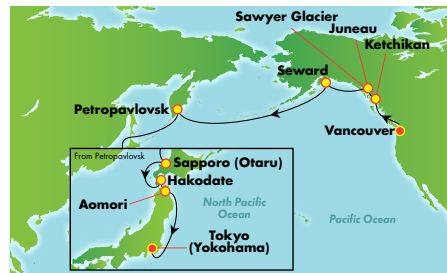 Sawyer Glacier
Juneau
Ketchikan
Seward
Petropavlovsk
Vancouver
From Petropavlovsk
Sapporo (Otaru)
Hakodate
Aomori
North Pacific
Ocean
Pacific Ocean
Tokyo
(Yokohama)